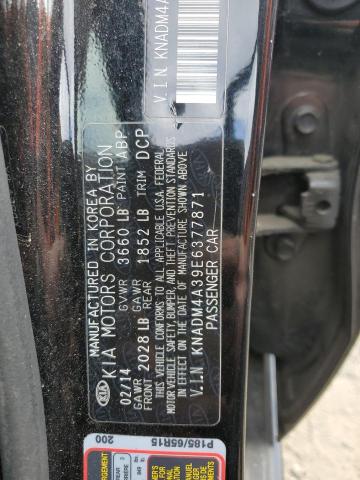 MANUFACTURED IN KOREA BY
KIA MOTORS CORPORATION
02/14 GVWR 3660 LB PAINT ABP
GAWR GAWR
FRONT 2028 LB REAR 1852 LB TRIM DCP
THIS VEHICLE CONFORMS TO ALL APPLICABLE U.S.A. FEDERAL
MOTOR VEHICLE SAFETY, BUMPER, AND THEFT PREVENTION STANDARDS
IN EFFECT ON THE DATE OF MANUFACTURE SHOWN ABOVE.
V.I.N. KNADM4A39E6377871
PASSENGER CAR
KIA
V.I.N. KNADM4A
P185/65R15
200